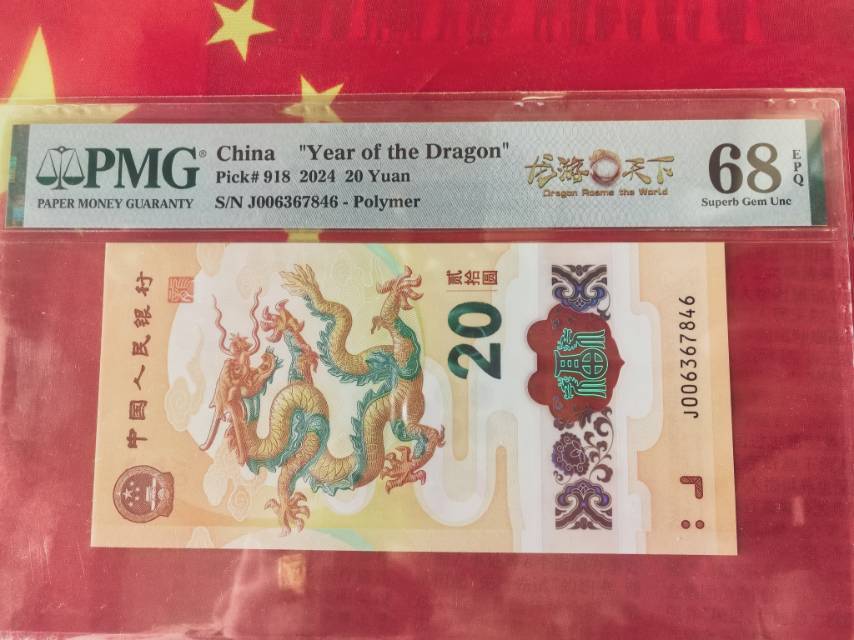 PMG®
PAPER MONEY GUARANTY
China "Year of the Dragon"
Pick# 918 2024 20 Yuan
S/N J006367846 - Polymer
龙游天下
Dragon Roams the World
68
EPQ
Superb Gem Unc
中国人民银行
贰拾圆
20
福
J006367846